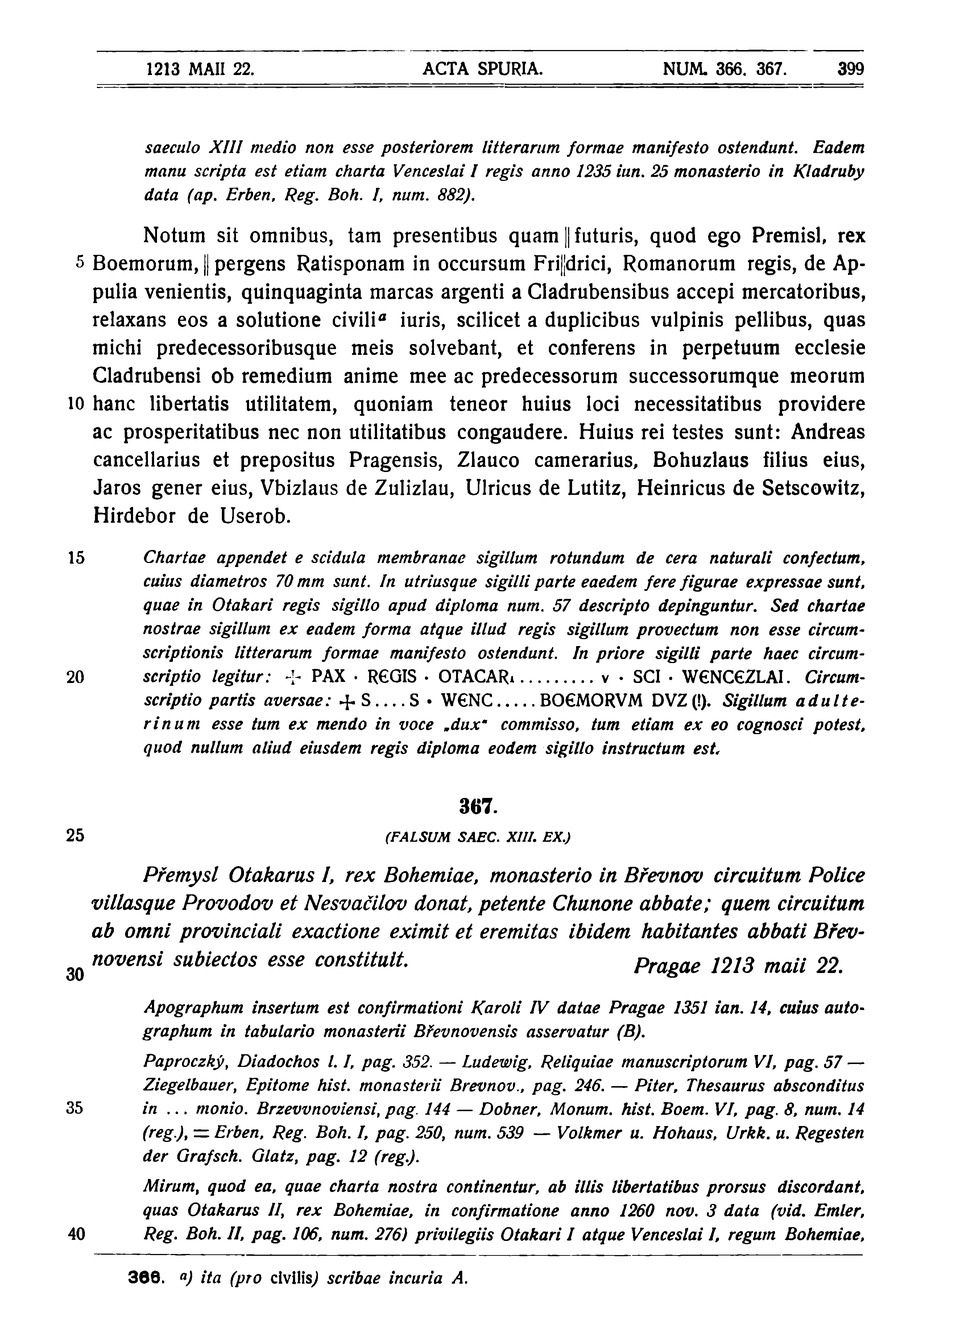 1213 MAII 22. ACTA SPURIA. NUM. 366. 367. 399
saeculo XIII medio non esse posteriorem litterarum formae manifesto ostendunt. Eadem
manu scripta est etiam charta Venceslai I regis anno 1235 iun. 25 monasterio in Kladruby
data (ap. Erben, Reg. Boh. I, num. 882).
Notum sit omnibus, tam presentibus quam || futuris, quod ego Premisl, rex
5 Boemorum, || pergens Ratisponam in occursum Fri||drici, Romanorum regis, de Ap-
pulia venientis, quinquaginta marcas argenti a Cladrubensibus accepi mercatoribus,
relaxans eos a solutione civili a iuris, scilicet a duplicibus vulpinis pellibus, quas
michi predecessoribusque meis solvebant, et conferens in perpetuum ecclesie
Cladrubensi ob remedium anime mee ac predecessorum successorumque meorum
10 hanc libertatis utilitatem, quoniam teneor huius loci necessitatibus providere
ac prosperitatibus nec non utilitatibus congaudere. Huius rei testes sunt: Andreas
cancellarius et prepositus Pragensis, Zlauco camerarius, Bohuzlaus filius eius,
Jaros gener eius, Vbizlaus de Zulizlau, Ulricus de Lutitz, Heinricus de Setscowitz,
Hirdebor de Userob.
15 Chartae appendet e scidula membranae sigillum rotundum de cera naturali confectum,
cuius diametros 70 mm sunt. In utriusque sigilli parte eaedem fere figurae expressae sunt,
quae in Otakari regis sigillo apud diploma num. 57 descripto depinguntur. Sed chartae
nostrae sigillum ex eadem forma atque illud regis sigillum provectum non esse circum-
scriptionis litterarum formae manifesto ostendunt. In priore sigilli parte haec circum-
20 scriptio legitur: + PAX · RЄGIS · OTACARı ......... v · SCI · WЄNCЄZLAI. Circum-
scriptio partis aversae: + S .... S • WЄNC ..... BOЄMORVM DVZ (!). Sigillum adulte-
rinum esse tum ex mendo in voce „dux“ commisso, tum etiam ex eo cognosci potest,
quod nullum aliud eiusdem regis diploma eodem sigillo instructum est.
367.
25 (FALSUM SAEC. XIII. EX.)
Přemysl Otakarus I, rex Bohemiae, monasterio in Břevnov circuitum Police
villasque Provodov et Nesvačilov donat, petente Chunone abbate; quem circuitum
ab omni provinciali exactione eximit et eremitas ibidem habitantes abbati Břev-
30 novensi subiectos esse constituit. Pragae 1213 maii 22.
Apographum insertum est confirmationi Karoli IV datae Pragae 1351 ian. 14, cuius auto-
graphum in tabulario monasterii Břevnovensis asservatur (B).
Paproczký, Diadochos l. I, pag. 352. — Ludewig, Reliquiae manuscriptorum VI, pag. 57 —
Ziegelbauer, Epitome hist. monasterii Brevnov., pag. 246. — Piter, Thesaurus absconditus
35 in ... monio. Brzevvnoviensi, pag. 144 — Dobner, Monum. hist. Boem. VI, pag. 8, num. 14
(reg.), = Erben, Reg. Boh. I, pag. 250, num. 539 — Volkmer u. Hohaus, Urkk. u. Regesten
der Grafsch. Glatz, pag. 12 (reg.).
Mirum, quod ea, quae charta nostra continentur, ab illis libertatibus prorsus discordant,
quas Otakarus II, rex Bohemiae, in confirmatione anno 1260 nov. 3 data (vid. Emler,
40 Reg. Boh. II, pag. 106, num. 276) privilegiis Otakari I atque Venceslai I, regum Bohemiae,
366. a) ita (pro civilis) scribae incuria A.